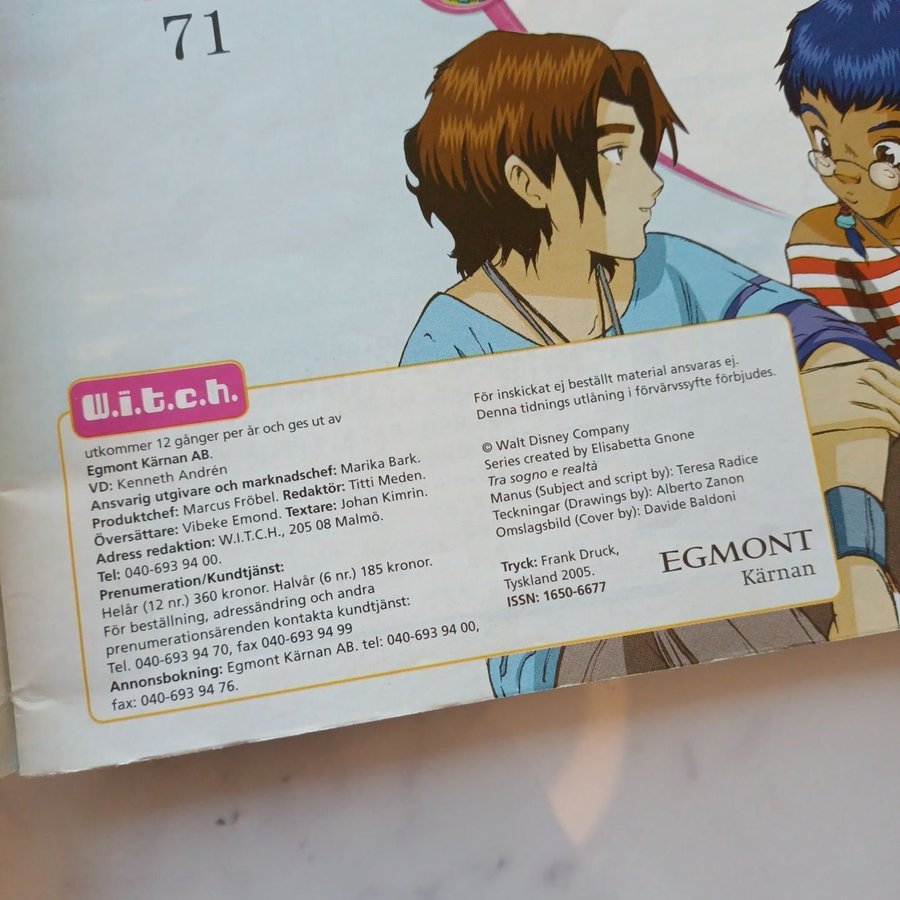 71
W.i.t.c.h.
utkommer 12 gånger per år och ges ut av
Egmont Kärnan AB.
VD: Kenneth Andrén
Ansvarig utgivare och marknadschef: Marika Bark.
Produktchef: Marcus Fröbel. Redaktör: Titti Meden.
Översättare: Vibeke Emond. Textare: Johan Kimrin.
Adress redaktion: W.I.T.C.H., 205 08 Malmö.
Tel: 040-693 94 00.
Prenumeration/Kundtjänst:
Helår (12 nr.) 360 kronor. Halvår (6 nr.) 185 kronor.
För beställning, adressändring och andra
prenumerationsärenden kontakta kundtjänst:
Tel. 040-693 94 70, fax 040-693 94 99
Annonsbokning: Egmont Kärnan AB. tel: 040-693 94 00,
fax: 040-693 94 76.
För inskickat ej beställt material ansvaras ej.
Denna tidnings utlåning i förvärvssyfte förbjudes.
© Walt Disney Company
Series created by Elisabetta Gnone
Tra sogno e realtà
Manus (Subject and script by): Teresa Radice
Teckningar (Drawings by): Alberto Zanon
Omslagsbild (Cover by): Davide Baldoni
Tryck: Frank Druck,
Tyskland 2005.
ISSN: 1650-6677
EGMONT
Kärnan